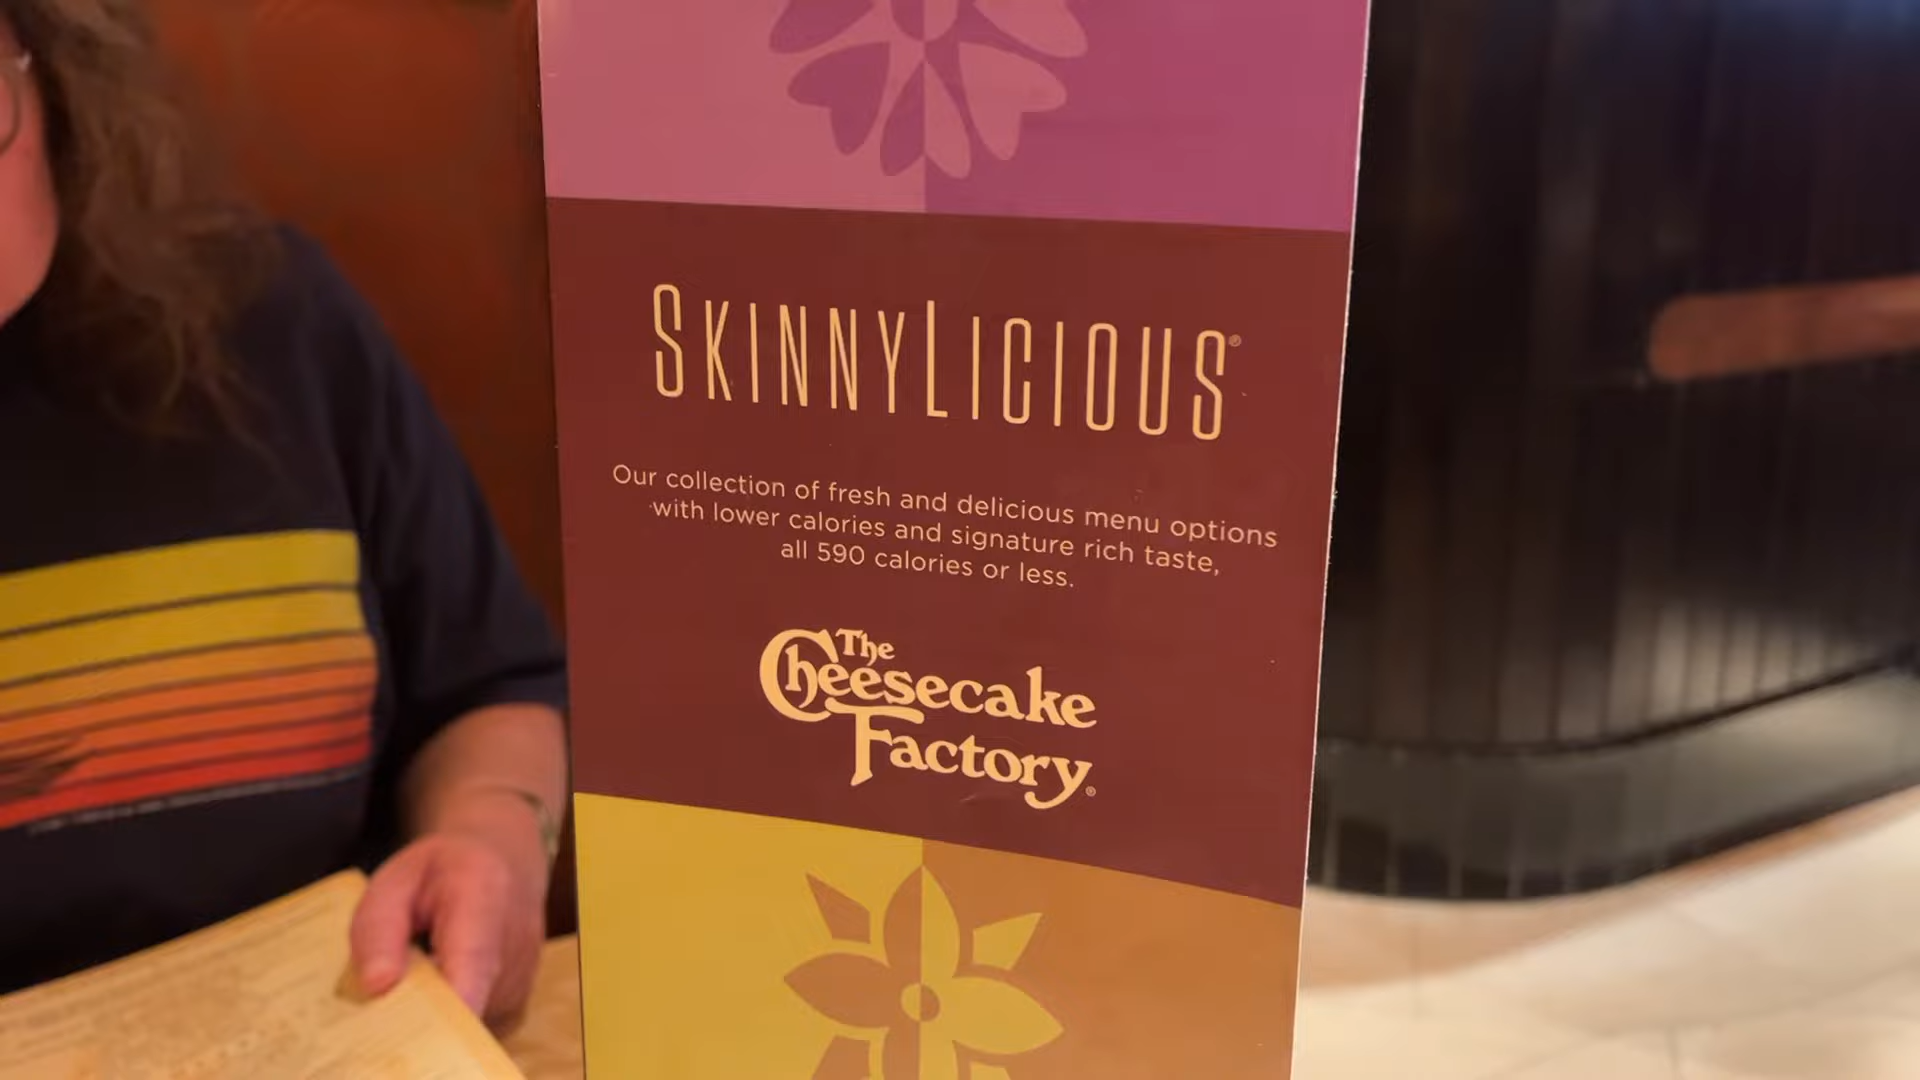 SKINNYLICIOUS®
Our collection of fresh and delicious menu options
with lower calories and signature rich taste,
all 590 calories or less.
The
Cheesecake
Factory®